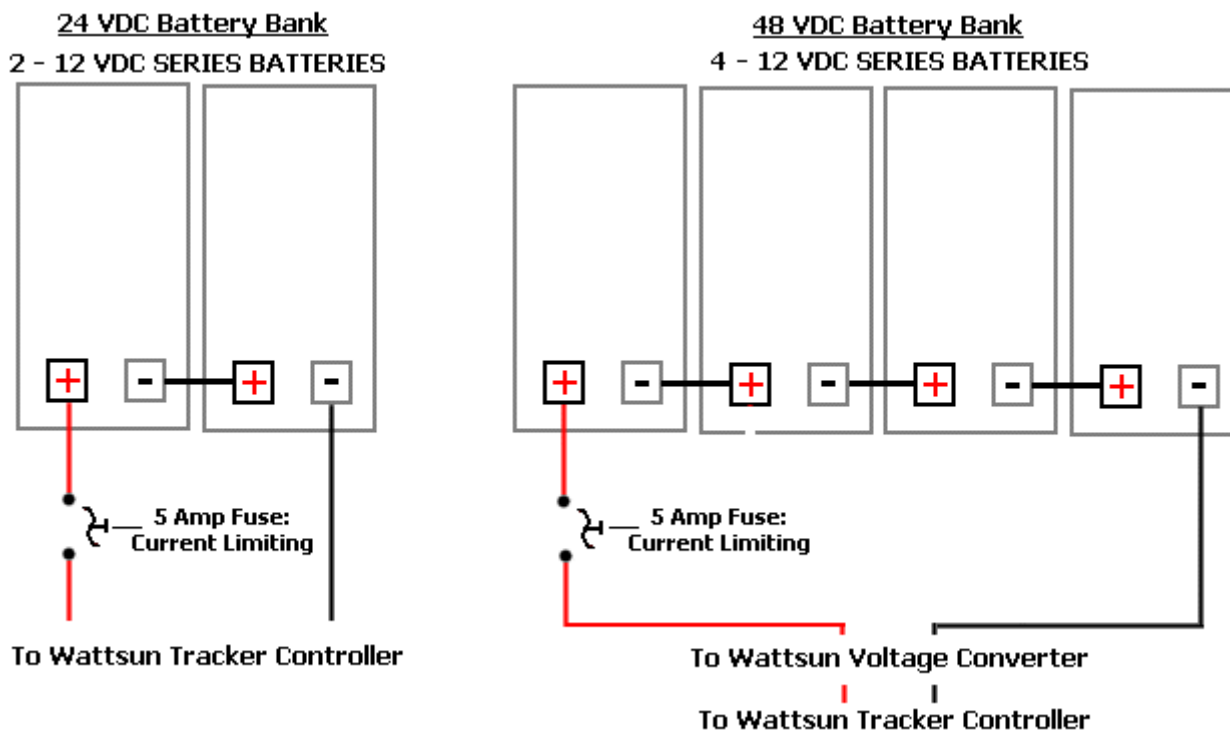 24 VDC Battery Bank
2 - 12 VDC SERIES BATTERIES
+ - + -
5 Amp Fuse:
Current Limiting
To Wattsun Tracker Controller
48 VDC Battery Bank
4 - 12 VDC SERIES BATTERIES
+ - + - + - + -
5 Amp Fuse:
Current Limiting
To Wattsun Voltage Converter
To Wattsun Tracker Controller